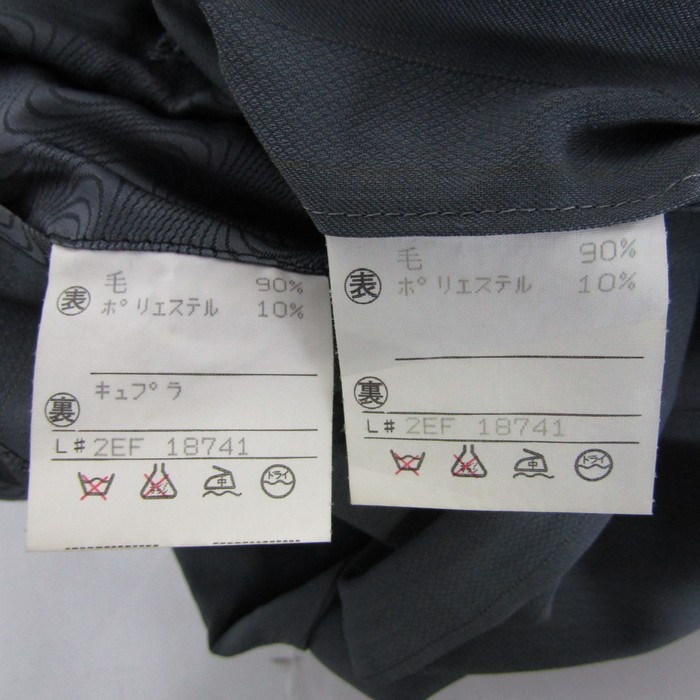 表 毛 90%
ポリエステル 10%
裏 キュプラ
L# 2EF 18741
中 ドライ
表 毛 90%
ポリエステル 10%
裏
L# 2EF 18741
中 ドライ